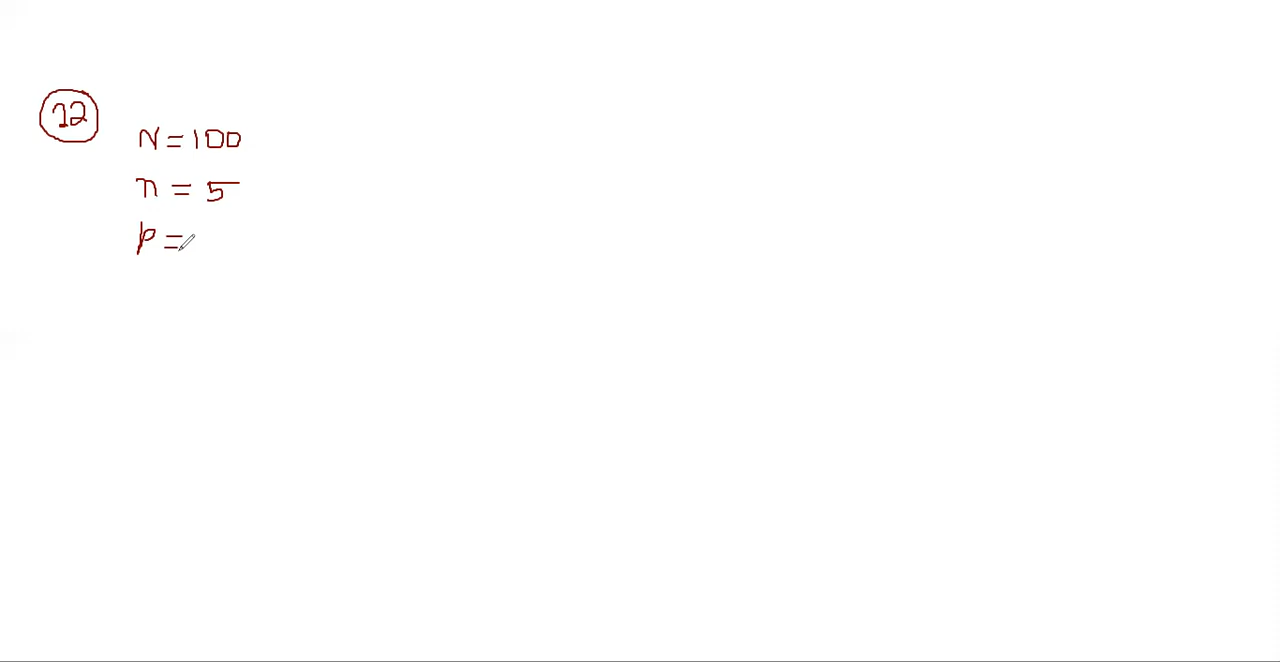 12
N = 100
n = 5
p =